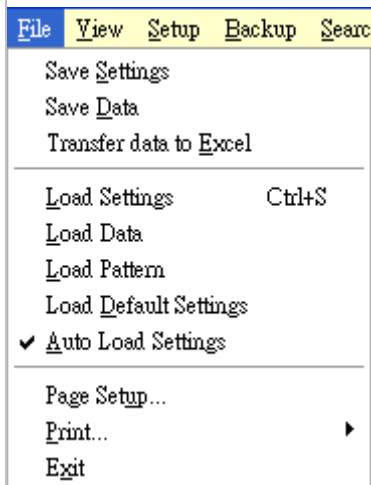 File View Setup Backup Searc
Save Settings
Save Data
Transfer data to Excel
Load Settings Ctrl+S
Load Data
Load Pattern
Load Default Settings
✔ Auto Load Settings
Page Setup...
Print...
Exit